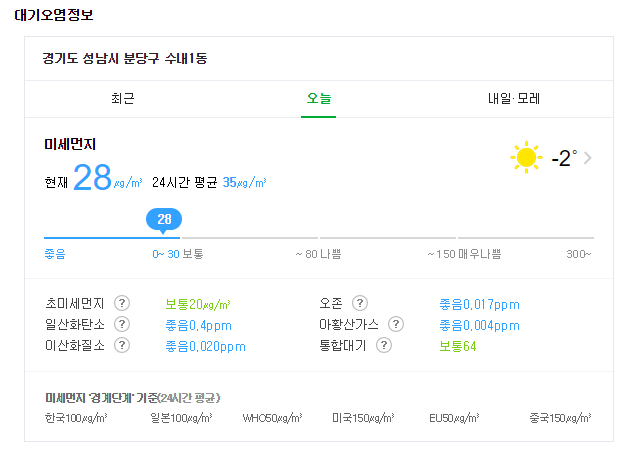 대기오염정보
경기도 성남시 분당구 수내1동
최근 오늘 내일·모레
미세먼지
현재 28㎍/㎥ 24시간 평균 35㎍/㎥
-2°
28
좋음 0~ 30 보통 ~ 80 나쁨 ~ 150 매우나쁨 300~
초미세먼지 ? 보통20㎍/㎥ 오존 ? 좋음0,017ppm
일산화탄소 ? 좋음0,4ppm 아황산가스 ? 좋음0,004ppm
이산화질소 ? 좋음0,020ppm 통합대기 ? 보통64
미세먼지 '경계단계' 기준(24시간 평균)
한국100㎍/㎥ 일본100㎍/㎥ WHO50㎍/㎥ 미국150㎍/㎥ EU50㎍/㎥ 중국150㎍/㎥